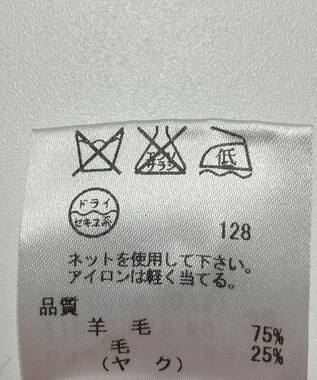 エンソ
サラシ
低
ドライ
セキユ系
128
ネットを使用して下さい。
アイロンは軽く当てる。
品質
羊毛 75%
毛 25%
(ヤク)